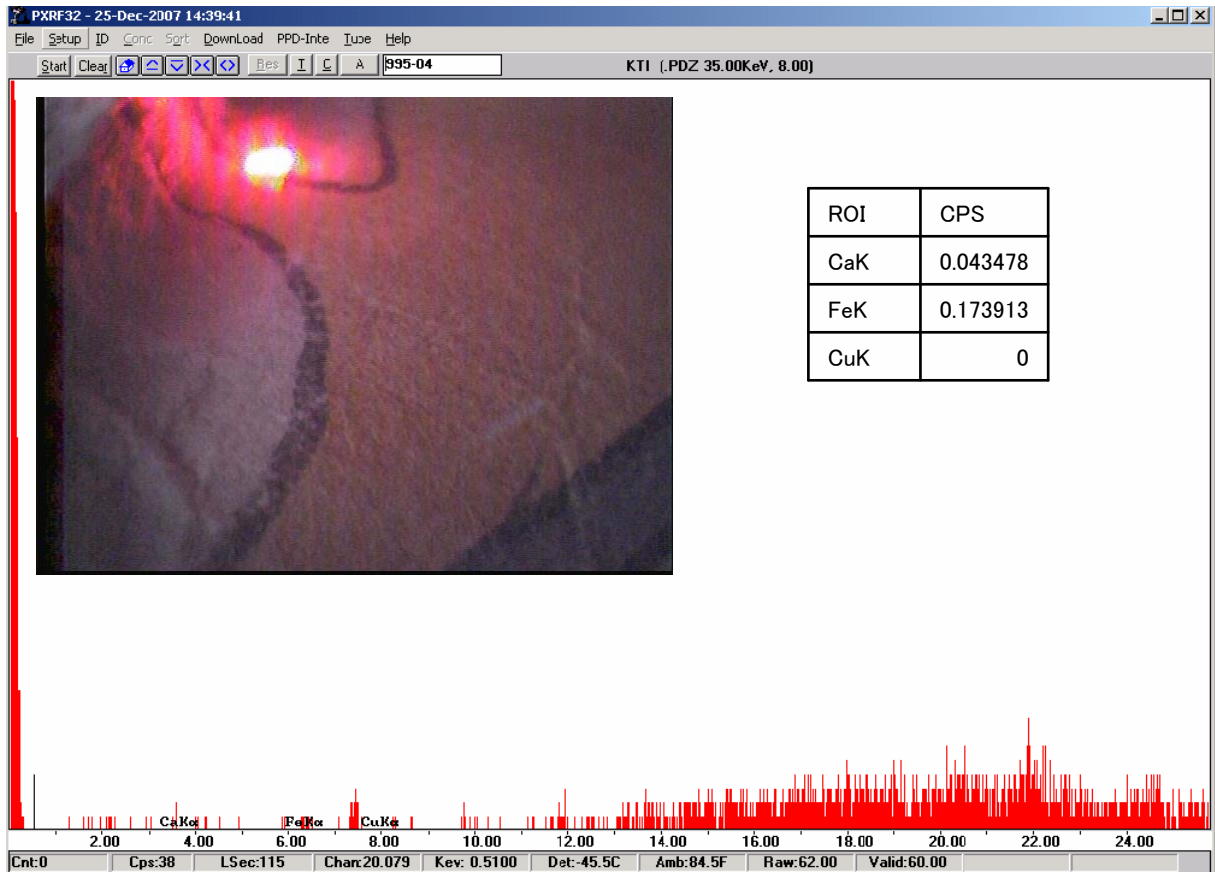 PXRF32 - 25-Dec-2007 14:39:41
File Setup ID Conc Sort DownLoad PPD-Inte Tube Help
Start Clear Res I C A 995-04 KTI (.PDZ 35.00KeV, 8.00)
ROI CPS
CaK 0.043478
FeK 0.173913
CuK 0
CaKα FeKα CuKα
2.00 4.00 6.00 8.00 10.00 12.00 14.00 16.00 18.00 20.00 22.00 24.00
Cnt:0 Cps:38 LSec:115 Chan:20.079 Kev: 0.5100 Det:-45.5C Amb:84.5F Raw:62.00 Valid:60.00